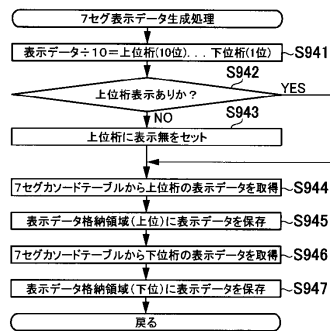 7セグ表示データ生成処理
表示データ÷10=上位桁(10位)...下位桁(1位)
S941
S942
上位桁表示ありか?
YES
NO
S943
上位桁に表示無をセット
7セグカソードテーブルから上位桁の表示データを取得
S944
表示データ格納領域(上位)に表示データを保存
S945
7セグカソードテーブルから下位桁の表示データを取得
S946
表示データ格納領域(下位)に表示データを保存
S947
戻る